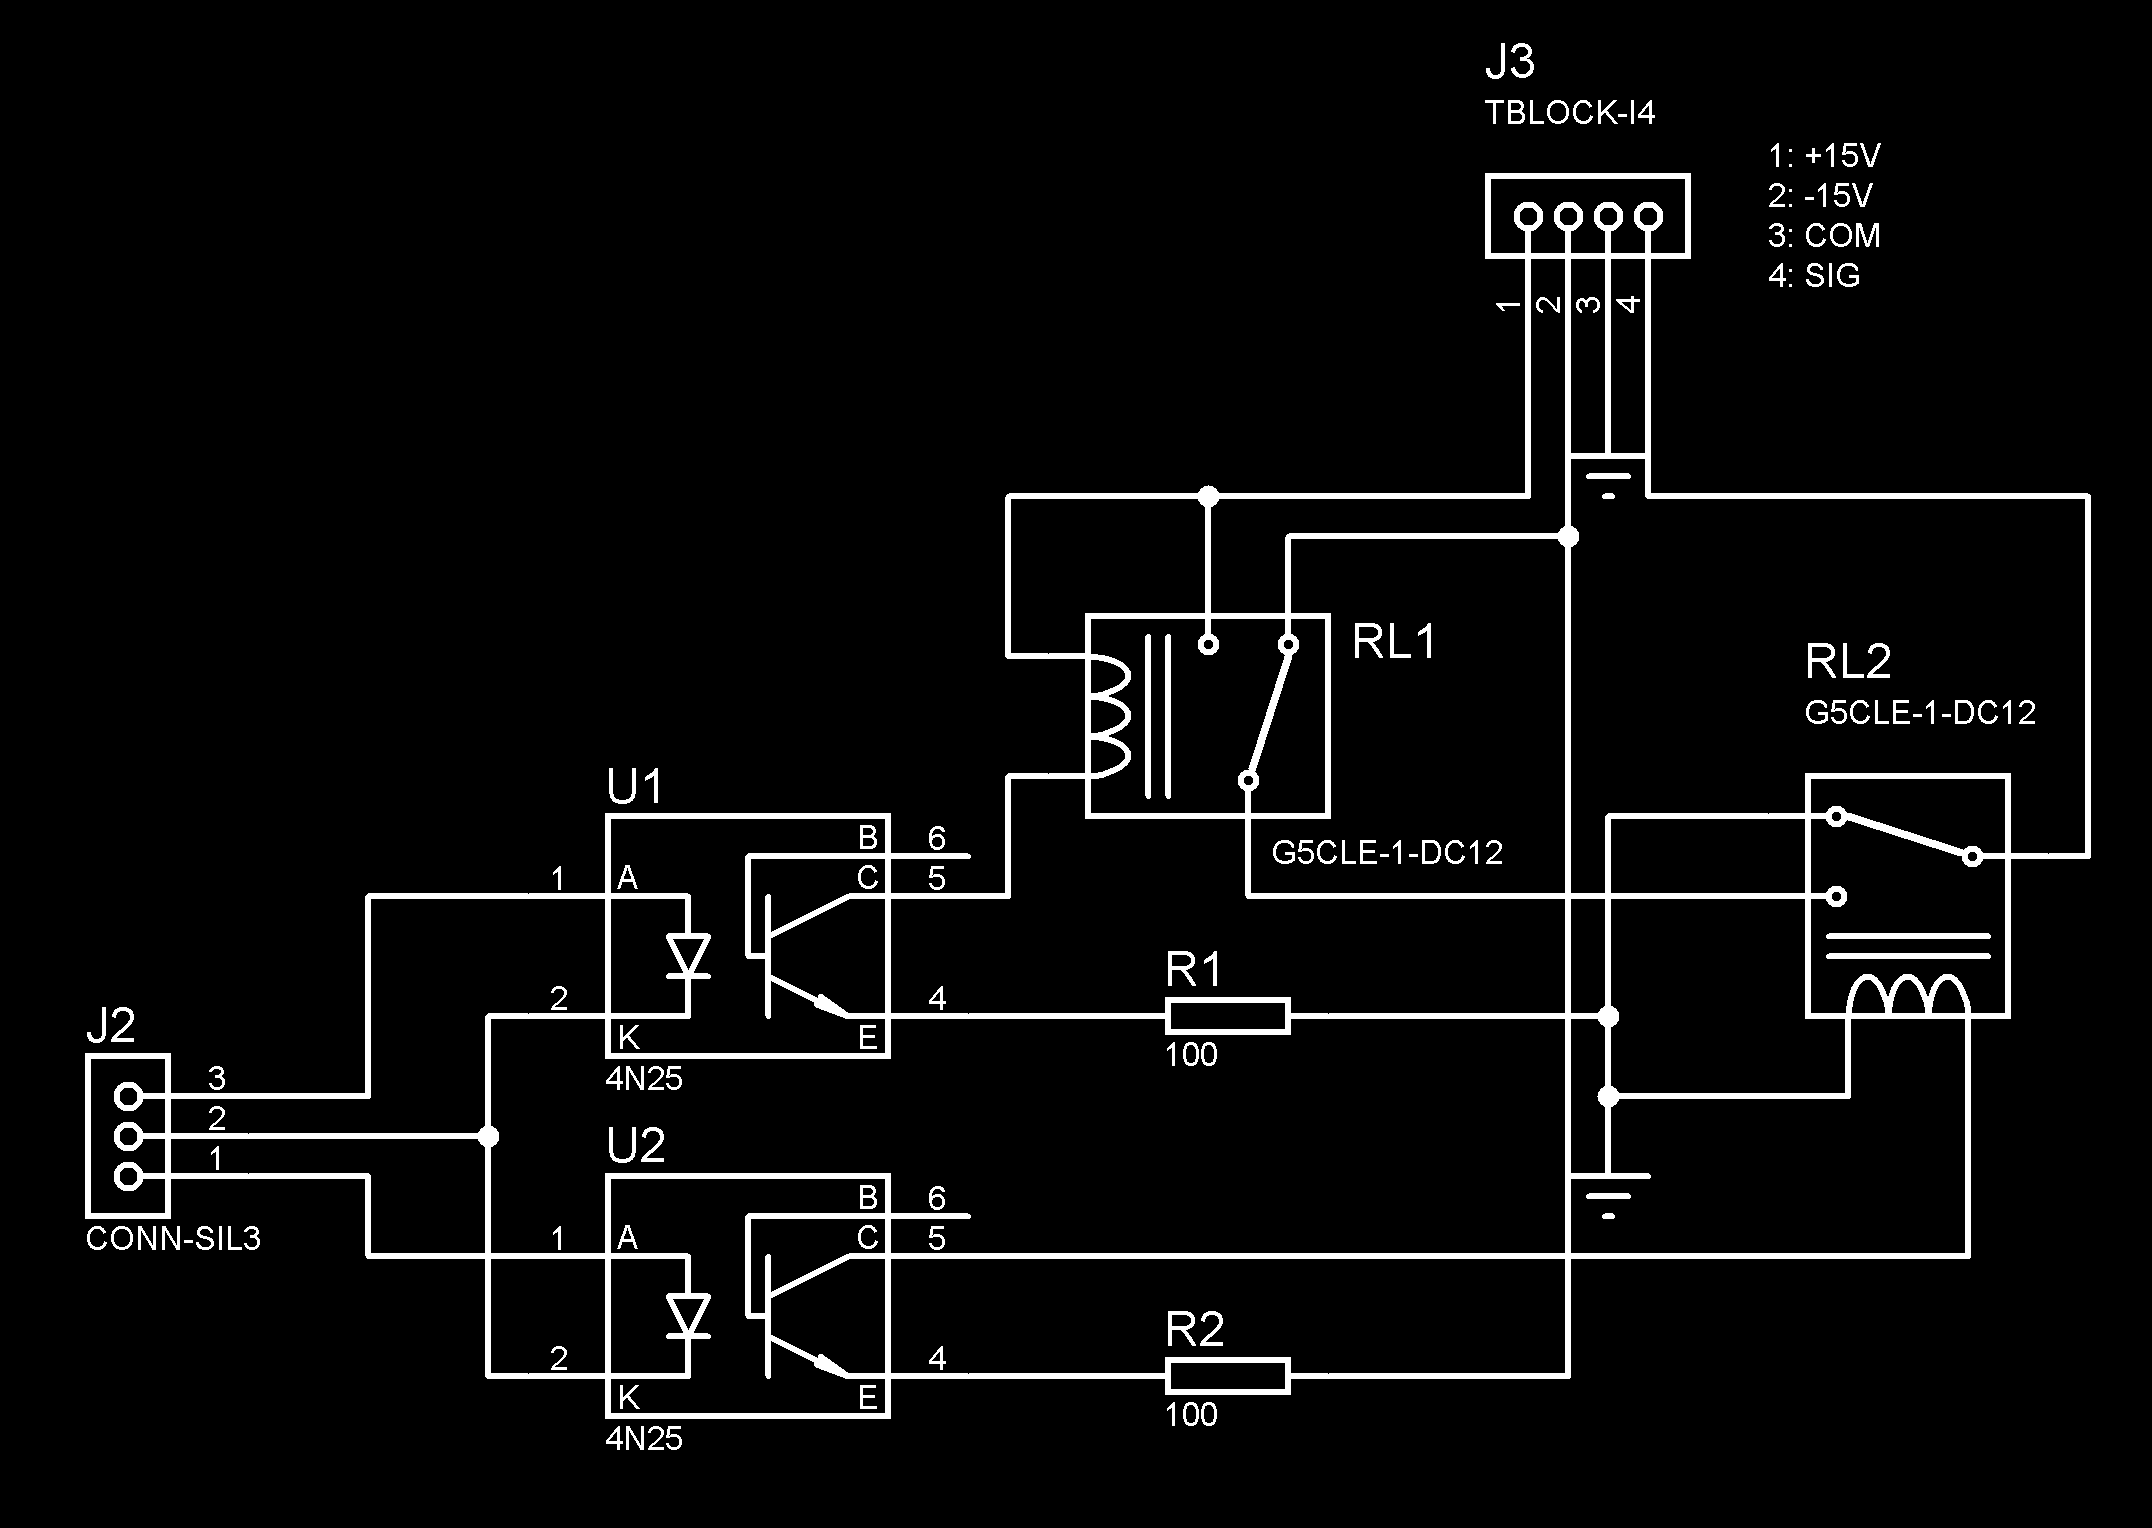 J3
TBLOCK-I4
1: +15V
2: -15V
3: COM
4: SIG
1
2
3
4
RL1
G5CLE-1-DC12
RL2
G5CLE-1-DC12
U1
B
6
1
A
C
5
2
K
4
E
4N25
R1
100
J2
3
2
1
CONN-SIL3
U2
B
6
1
A
C
5
2
K
4
E
4N25
R2
100